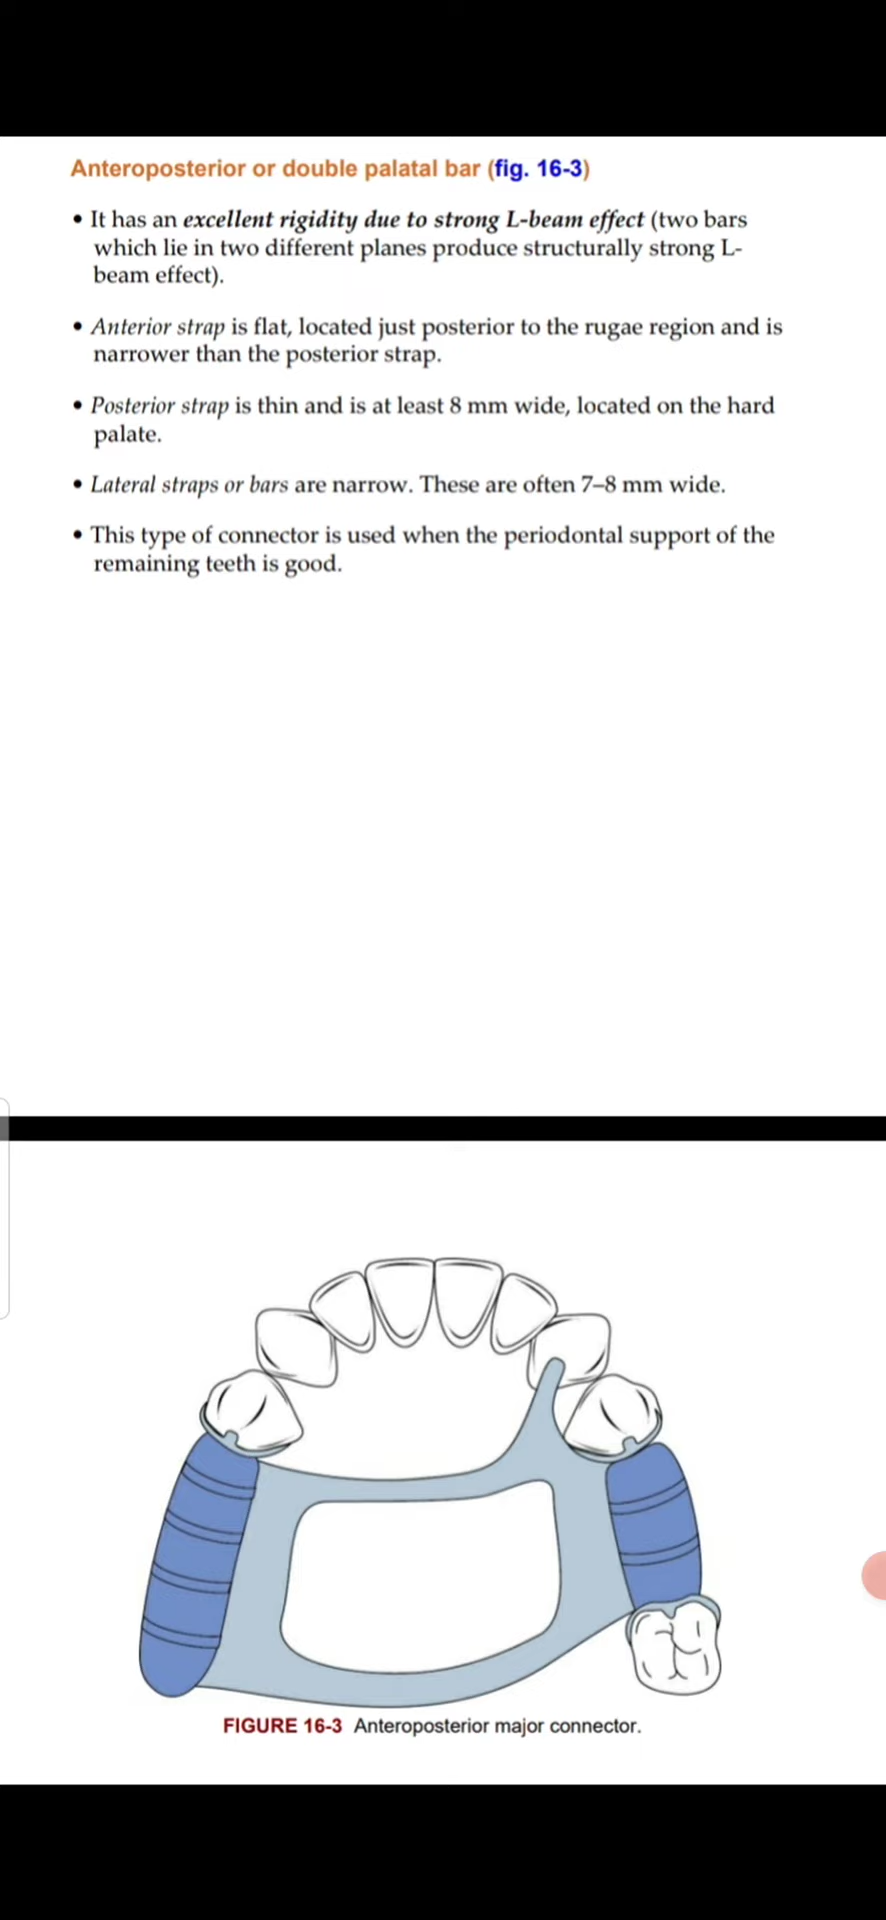 Anteroposterior or double palatal bar (fig. 16-3)
• It has an excellent rigidity due to strong L-beam effect (two bars
which lie in two different planes produce structurally strong L-
beam effect).
• Anterior strap is flat, located just posterior to the rugae region and is
narrower than the posterior strap.
• Posterior strap is thin and is at least 8 mm wide, located on the hard
palate.
• Lateral straps or bars are narrow. These are often 7–8 mm wide.
• This type of connector is used when the periodontal support of the
remaining teeth is good.
FIGURE 16-3 Anteroposterior major connector.